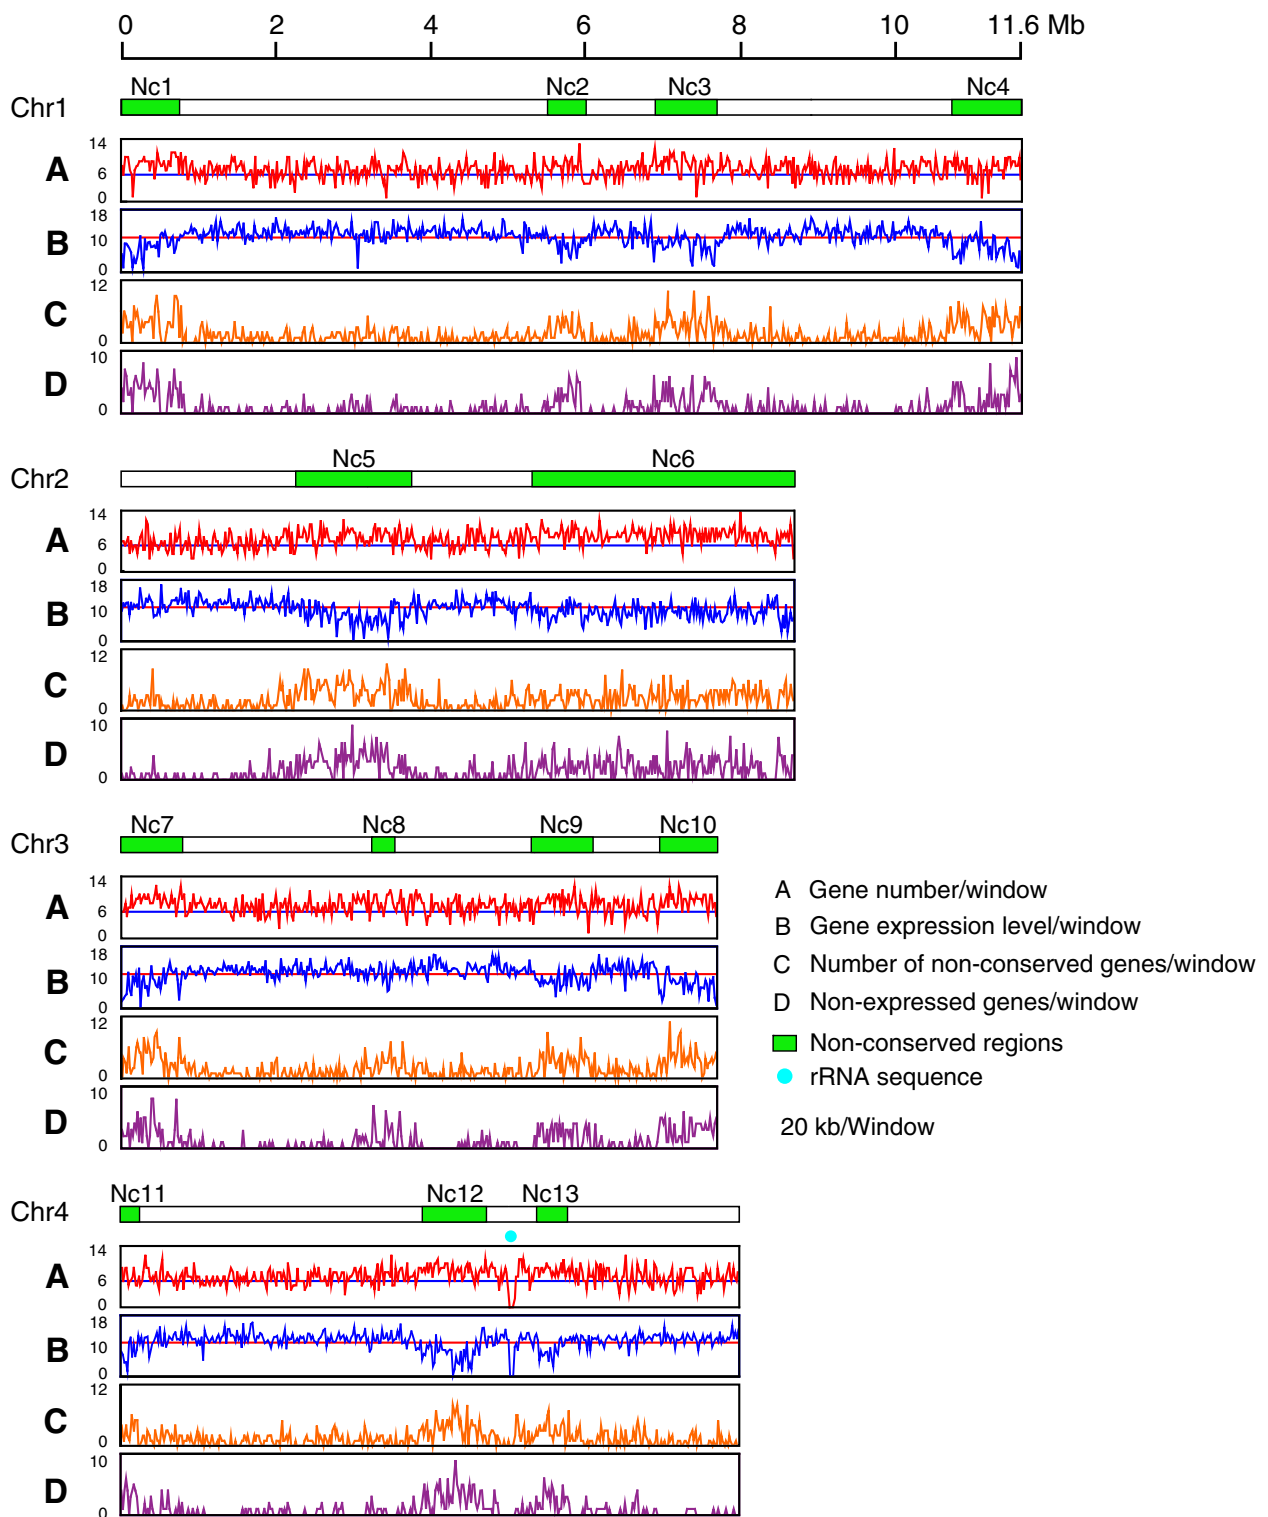 0 2 4 6 8 10 11.6 Mb
Nc1 Nc2 Nc3 Nc4
Chr1
14
A 6
0
18
B 10
0
12
C
0
10
D
0
Nc5 Nc6
Chr2
14
A 6
0
18
B 10
0
12
C
0
10
D
0
Nc7 Nc8 Nc9 Nc10
Chr3
14
A 6
0
18
B 10
0
12
C
0
10
D
0
A Gene number/window
B Gene expression level/window
C Number of non-conserved genes/window
D Non-expressed genes/window
Non-conserved regions
rRNA sequence
20 kb/Window
Nc11 Nc12 Nc13
Chr4
14
A 6
0
18
B 10
0
12
C
0
10
D
0